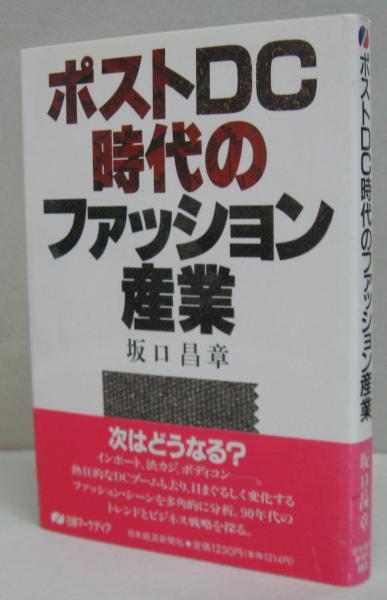 ポストDC
時代の
ファッション
産業
坂口昌章
次はどうなる?
インポート、渋カジ、ボディコン――。
熱狂的なDCブームも去り、目まぐるしく変化する
ファッション・シーンを多角的に分析。90年代の
トレンドとビジネス戦略を探る。
日経マーケディア
日本経済新聞社・定価1250円(本体1214円)
ポストDC時代のファッション産業
坂口昌章